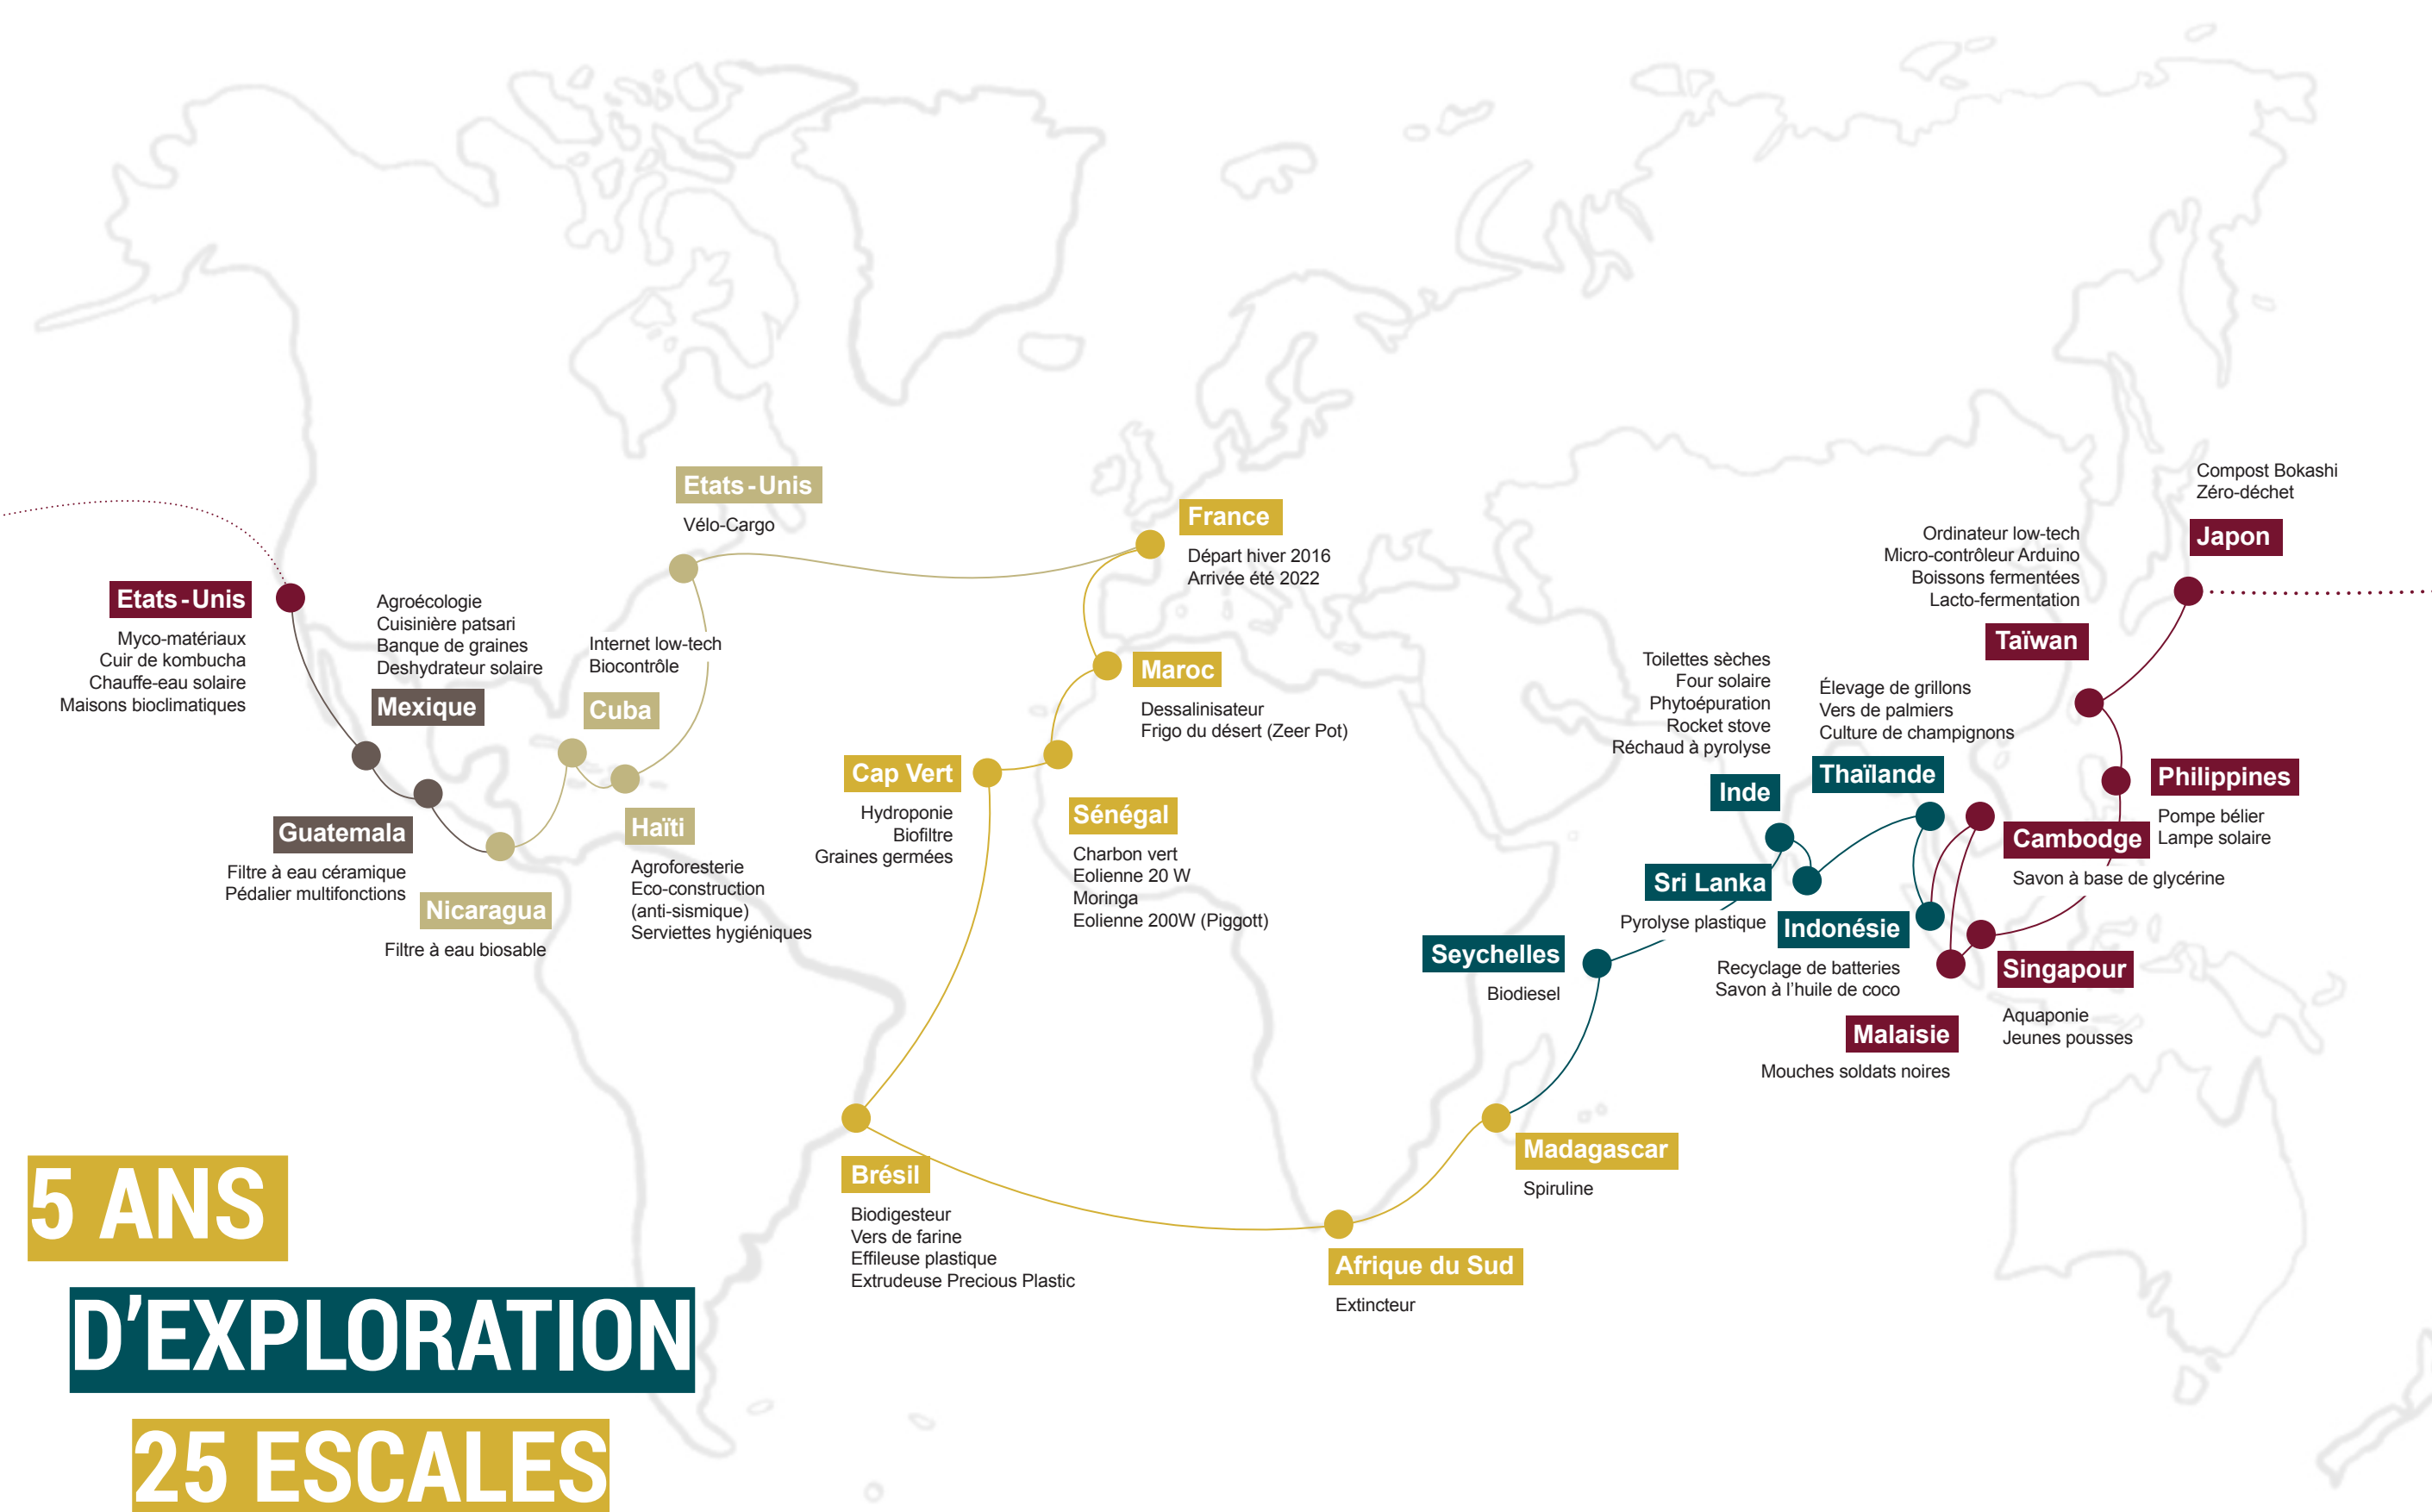 Etats-Unis
Vélo-Cargo
France
Départ hiver 2016
Arrivée été 2022
Compost Bokashi
Zéro-déchet
Japon
Ordinateur low-tech
Micro-contrôleur Arduino
Boissons fermentées
Lacto-fermentation
Taïwan
Etats-Unis
Myco-matériaux
Cuir de kombucha
Chauffe-eau solaire
Maisons bioclimatiques
Agroécologie
Cuisinière patsari
Banque de graines
Deshydrateur solaire
Mexique
Internet low-tech
Biocontrôle
Cuba
Maroc
Dessalinisateur
Frigo du désert (Zeer Pot)
Toilettes sèches
Four solaire
Phytoépuration
Rocket stove
Réchaud à pyrolyse
Inde
Élevage de grillons
Vers de palmiers
Culture de champignons
Thaïlande
Philippines
Pompe bélier
Lampe solaire
Guatemala
Filtre à eau céramique
Pédalier multifonctions
Nicaragua
Filtre à eau biosable
Haïti
Agroforesterie
Eco-construction
(anti-sismique)
Serviettes hygiéniques
Cap Vert
Hydroponie
Biofiltre
Graines germées
Sénégal
Charbon vert
Eolienne 20 W
Moringa
Eolienne 200W (Piggott)
Cambodge
Savon à base de glycérine
Sri Lanka
Pyrolyse plastique
Indonésie
Recyclage de batteries
Savon à l'huile de coco
Seychelles
Biodiesel
Singapour
Aquaponie
Jeunes pousses
Malaisie
Mouches soldats noires
Brésil
Biodigesteur
Vers de farine
Effileuse plastique
Extrudeuse Precious Plastic
Madagascar
Spiruline
Afrique du Sud
Extincteur
5 ANS
D'EXPLORATION
25 ESCALES